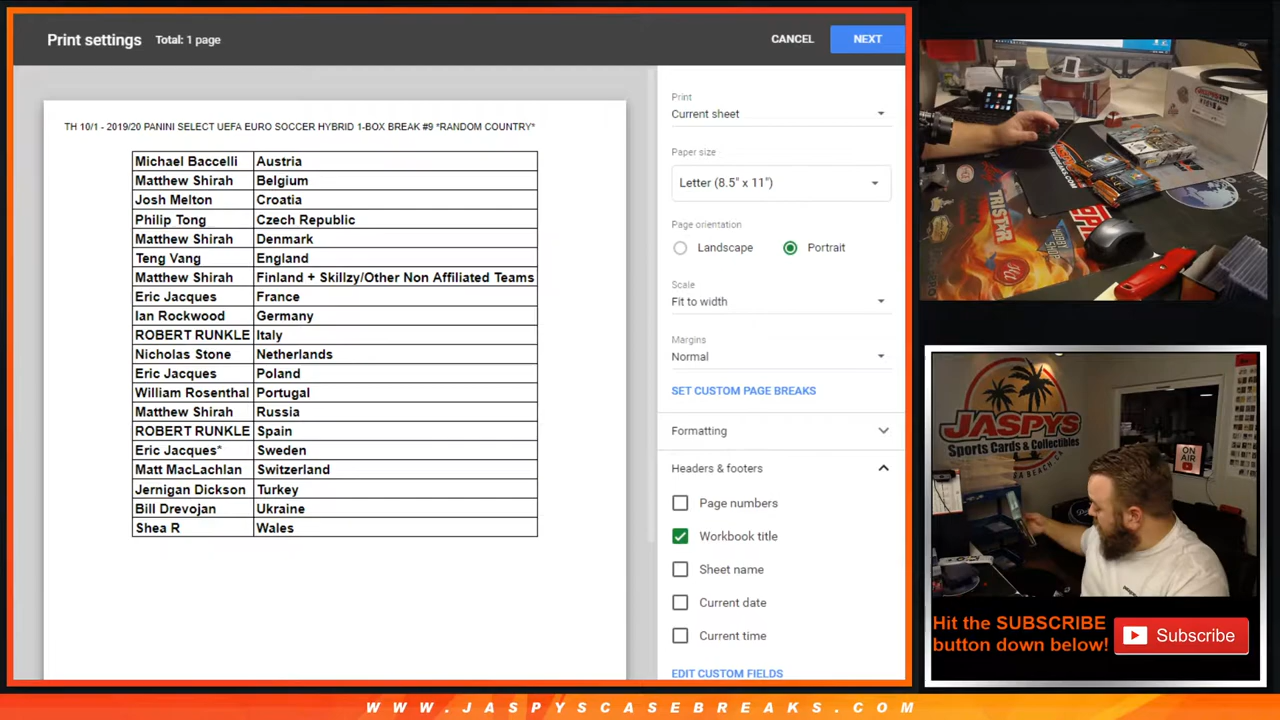 Print settings
Total: 1 page
CANCEL
NEXT
TH 10/1 - 2019/20 PANINI SELECT UEFA EURO SOCCER HYBRID 1-BOX BREAK #9 *RANDOM COUNTRY*
Michael Baccelli Austria
Matthew Shirah Belgium
Josh Melton Croatia
Philip Tong Czech Republic
Matthew Shirah Denmark
Teng Vang England
Matthew Shirah Finland + Skillzy/Other Non Affiliated Teams
Eric Jacques France
Ian Rockwood Germany
ROBERT RUNKLE Italy
Nicholas Stone Netherlands
Eric Jacques Poland
William Rosenthal Portugal
Matthew Shirah Russia
ROBERT RUNKLE Spain
Eric Jacques* Sweden
Matt MacLachlan Switzerland
Jernigan Dickson Turkey
Bill Drevojan Ukraine
Shea R Wales
Print
Current sheet
Paper size
Letter (8.5" x 11")
Page orientation
Landscape
Portrait
Scale
Fit to width
Margins
Normal
SET CUSTOM PAGE BREAKS
Formatting
Headers & footers
Page numbers
Workbook title
Sheet name
Current date
Current time
EDIT CUSTOM FIELDS
TRISTAR
HOBBY
JASPYS
Sports Cards & Collectibles
ON
AIR
Hit the SUBSCRIBE
button down below!
Subscribe
WWW.JASPYSCASEBREAKS.COM